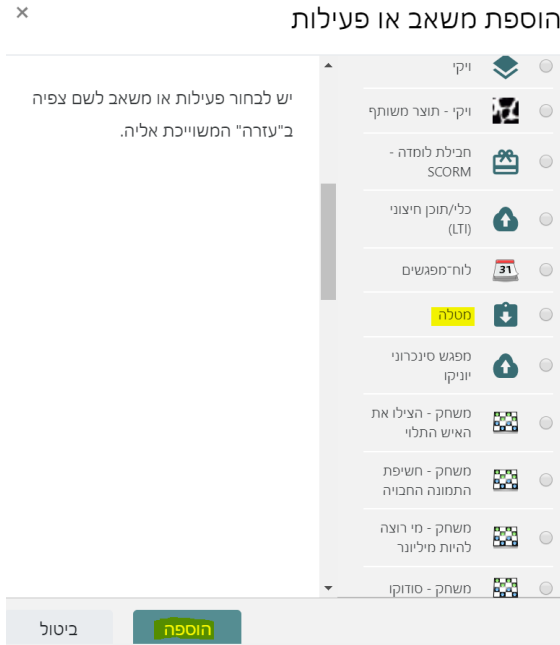 הוספת משאב או פעילות
×
ויקי
ויקי - תוצר משותף
חבילת לומדה -
SCORM
כלי/תוכן חיצוני
(LTI)
31
לוח־מפגשים
מטלה
מפגש סינכרוני
יוניקו
משחק - הצילו את
האיש התלוי
משחק - חשיפת
התמונה החבויה
משחק - מי רוצה
להיות מיליונר
משחק - סודוקו
יש לבחור פעילות או משאב לשם צפיה
ב"עזרה" המשוייכת אליה.
הוספה
ביטול